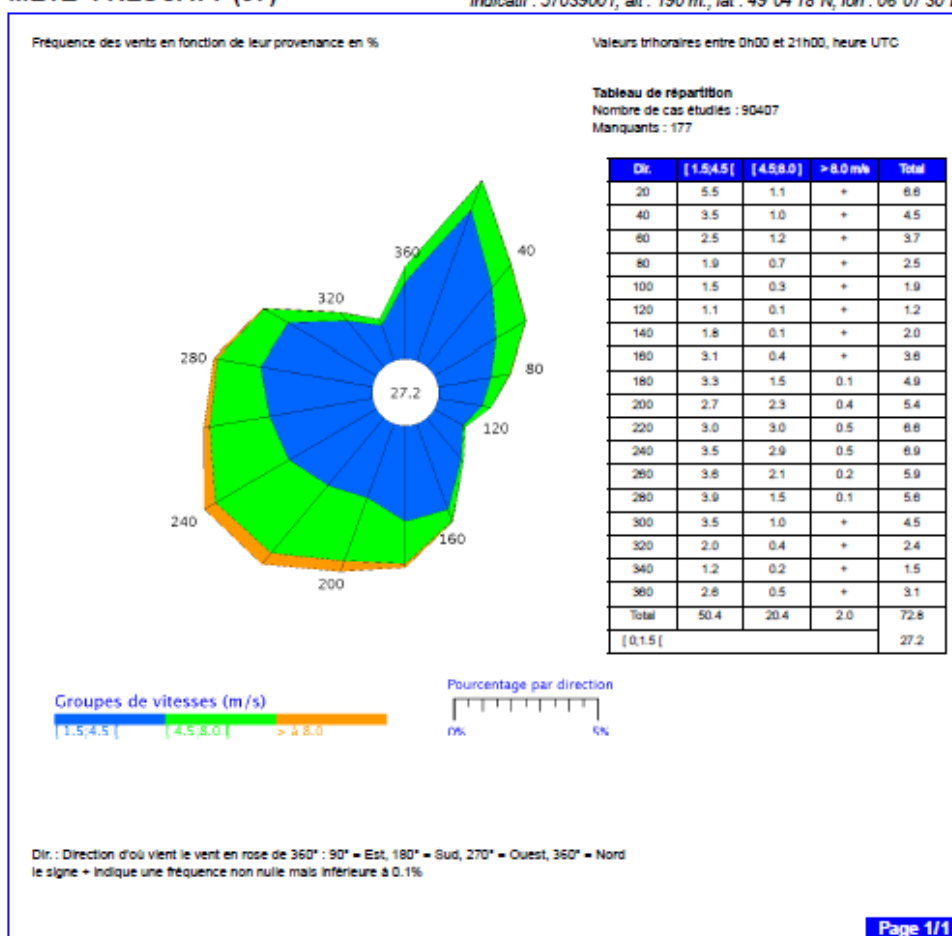 Indicatif : 57039001, alt : 190 m., lat : 49°04'18"N, lon : 06°07'30"
Fréquence des vents en fonction de leur provenance en %
Valeurs trihoraires entre 0h00 et 21h00, heure UTC
Tableau de répartition
Nombre de cas étudiés : 90407
Manquants : 177
Dir. [ 1.5;4.5 [ [ 4.5;8.0 ] > 8.0 m/s Total
20 5.5 1.1 + 6.6
40 3.5 1.0 + 4.5
60 2.5 1.2 + 3.7
80 1.9 0.7 + 2.5
100 1.5 0.3 + 1.9
120 1.1 0.1 + 1.2
140 1.8 0.1 + 2.0
160 3.1 0.4 + 3.6
180 3.3 1.5 0.1 4.9
200 2.7 2.3 0.4 5.4
220 3.0 3.0 0.5 6.6
240 3.5 2.9 0.5 6.9
260 3.6 2.1 0.2 5.9
280 3.9 1.5 0.1 5.6
300 3.5 1.0 + 4.5
320 2.0 0.4 + 2.4
340 1.2 0.2 + 1.5
360 2.6 0.5 + 3.1
Total 50.4 20.4 2.0 72.8
[ 0;1.5 [ 27.2
360
40
320
280
80
27.2
120
240
160
200
Groupes de vitesses (m/s)
[ 1.5;4.5 [ [ 4.5;8.0 ] > à 8.0
Pourcentage par direction
0% 5%
Dir. : Direction d'où vient le vent en rose de 360° : 90° = Est, 180° = Sud, 270° = Ouest, 360° = Nord
le signe + indique une fréquence non nulle mais inférieure à 0.1%
Page 1/1